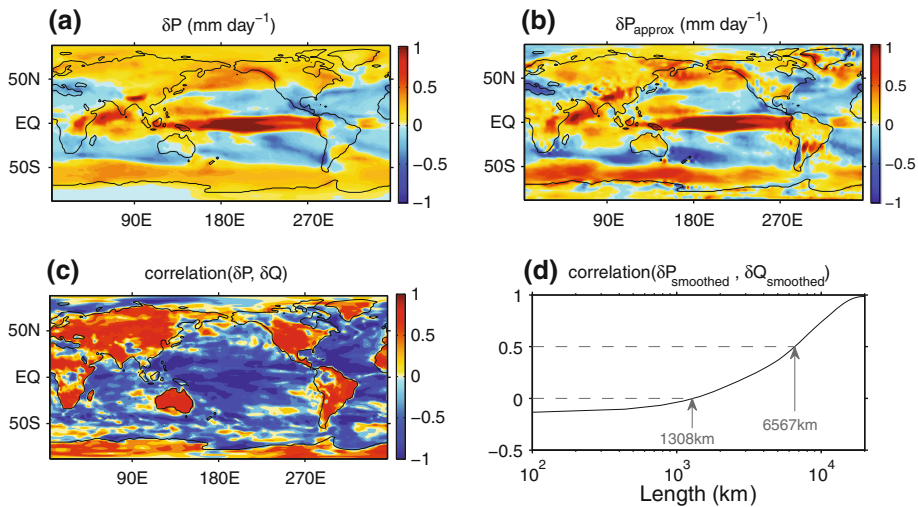 (a) δP (mm day⁻¹)
50N
EQ
50S
90E 180E 270E
1
0.5
0
−0.5
−1
(b) δP_approx (mm day⁻¹)
50N
EQ
50S
90E 180E 270E
1
0.5
0
−0.5
−1
(c) correlation(δP, δQ)
50N
EQ
50S
90E 180E 270E
1
0.5
0
−0.5
−1
(d) correlation(δP_smoothed , δQ_smoothed)
1
0.5
0
−0.5
1308km
6567km
10² 10³ 10⁴
Length (km)